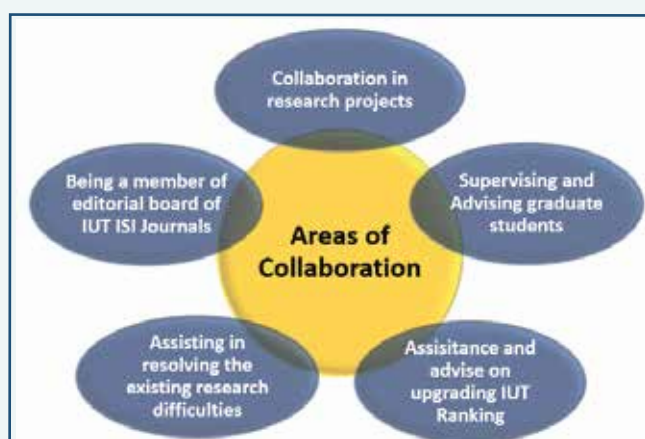 Collaboration in
research projects
Being a member of
editorial board of
IUT ISI Journals
Supervising and
Advising graduate
students
Areas of
Collaboration
Assisting in
resolving the
existing research
difficulties
Assisitance and
advise on
upgrading IUT
Ranking